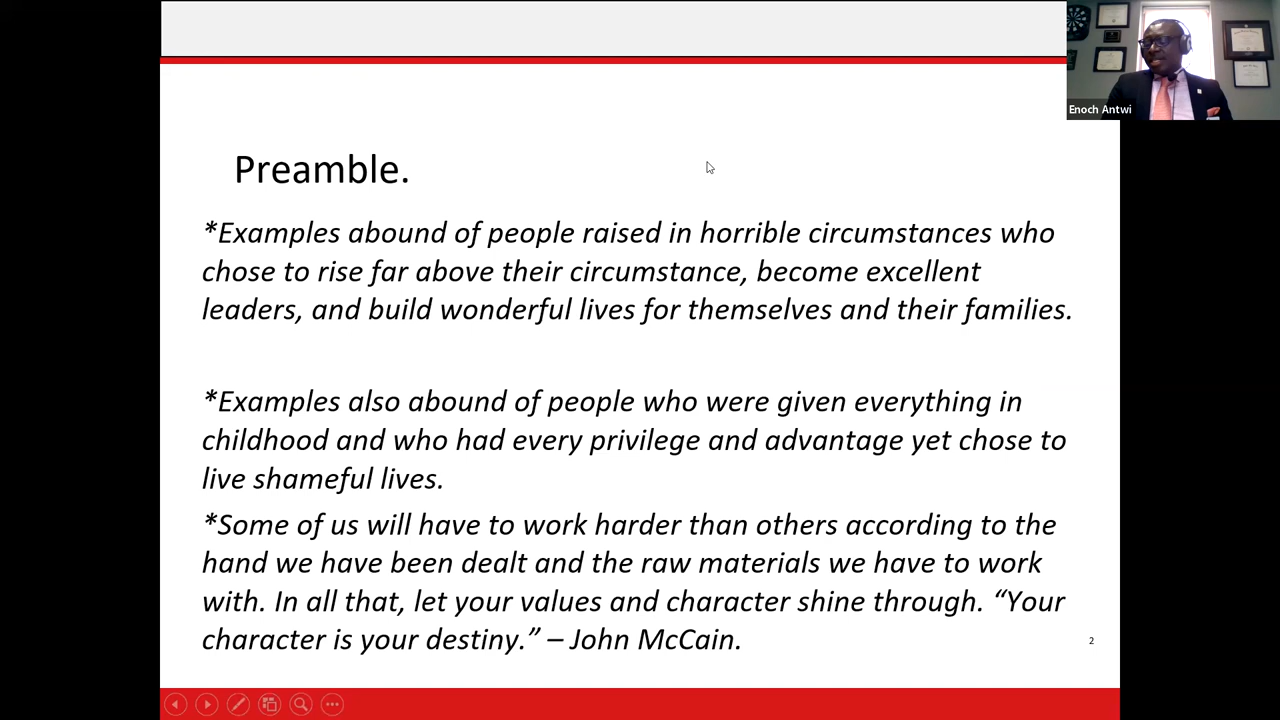 Enoch Antwi
Preamble.
*Examples abound of people raised in horrible circumstances who
chose to rise far above their circumstance, become excellent
leaders, and build wonderful lives for themselves and their families.
*Examples also abound of people who were given everything in
childhood and who had every privilege and advantage yet chose to
live shameful lives.
*Some of us will have to work harder than others according to the
hand we have been dealt and the raw materials we have to work
with. In all that, let your values and character shine through. “Your
character is your destiny.” – John McCain.
2